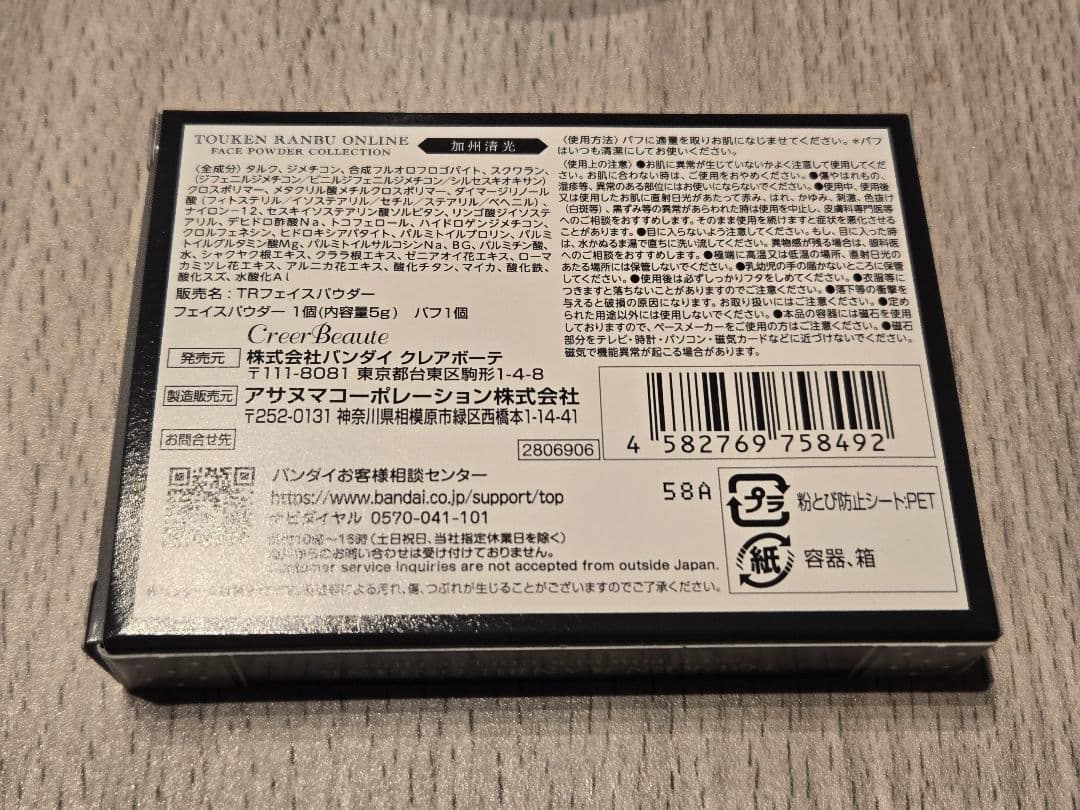 TOUKEN RANBU ONLINE
FACE POWDER COLLECTION
加州清光
〈全成分〉タルク、ジメチコン、合成フルオロフロゴパイト、スクワラン、
(ジフェニルジメチコン／ビニルジフェニルジメチコン／シルセスキオキサン)
クロスポリマー、メタクリル酸メチルクロスポリマー、ダイマージリノール
酸（フィトステリル／イソステアリル／セチル／ステアリル／ベヘニル）、
ナイロン－12、セスキイソステアリン酸ソルビタン、リンゴ酸ジイソステ
アリル、デヒドロ酢酸Na、トコフェロール、ハイドロゲンジメチコン、
クロルフェネシン、ヒドロキシアパタイト、パルミトイルプロリン、パルミ
トイルグルタミン酸Mg、パルミトイルサルコシンNa、BG、パルミチン酸、
水、シャクヤク根エキス、クララ根エキス、ゼニアオイ花エキス、ローマ
カミツレ花エキス、アルニカ花エキス、酸化チタン、マイカ、酸化鉄、
酸化スズ、水酸化Al
販売名：TRフェイスパウダー
フェイスパウダー 1個(内容量5g)　パフ1個
CreerBeaute
発売元 株式会社バンダイ クレアボーテ
〒111-8081 東京都台東区駒形1-4-8
製造販売元 アサヌマコーポレーション株式会社
〒252-0131 神奈川県相模原市緑区西橋本1-14-41
お問合せ先
2806906
バンダイお客様相談センター
https://www.bandai.co.jp/support/top
ナビダイヤル 0570-041-101
10時～16時（土日祝日、当社指定休業日を除く）
からのお問い合わせは受け付けておりません。
Customer service inquiries are not accepted from outside Japan.
による汚れ、傷、つぶれが生じることがございますのでご了承ください。
〈使用方法〉パフに適量を取りお肌になじませてください。＊パフ
はいつも清潔にしてお使いください。
〈使用上の注意〉●お肌に異常が生じていないかよく注意して使用してくだ
さい。お肌に合わない時は、ご使用をおやめください。●傷やはれもの、
湿疹等、異常のある部位にはお使いにならないでください。●使用中、使用後
又は使用したお肌に直射日光があたって赤み、はれ、かゆみ、刺激、色抜け
(白斑等)、黒ずみ等の異常があらわれた時は使用を中止し、皮膚科専門医等
へのご相談をおすすめします。そのまま使用を続けますと症状を悪化させる
ことがあります。●目に入らないよう注意してください。もし、目に入った時
は、水かぬるま湯で直ちに洗い流してください。異物感が残る場合は、眼科医
へのご相談をおすすめします。●極端に高温又は低温の場所、直射日光の
あたる場所には保管しないでください。●乳幼児の手の届かないところに保管
してください。●使用後は必ずしっかりフタをしめてください。●衣服等に
つきますと落ちないことがありますのでご注意ください。●落下等の衝撃
を与えると破損の原因になります。お取り扱いにはご注意ください。●定め
られた用途以外には使用しないでください。●本品の容器には磁石を使用し
ておりますので、ペースメーカーをご使用の方はご注意ください。●磁石
部分をテレビ・時計・パソコン・磁気カードなどに近づけないでください。
磁気で機能異常が起こる場合があります。
4 582769 758492
58A
プラ 粉とび防止シート:PET
紙 容器、箱